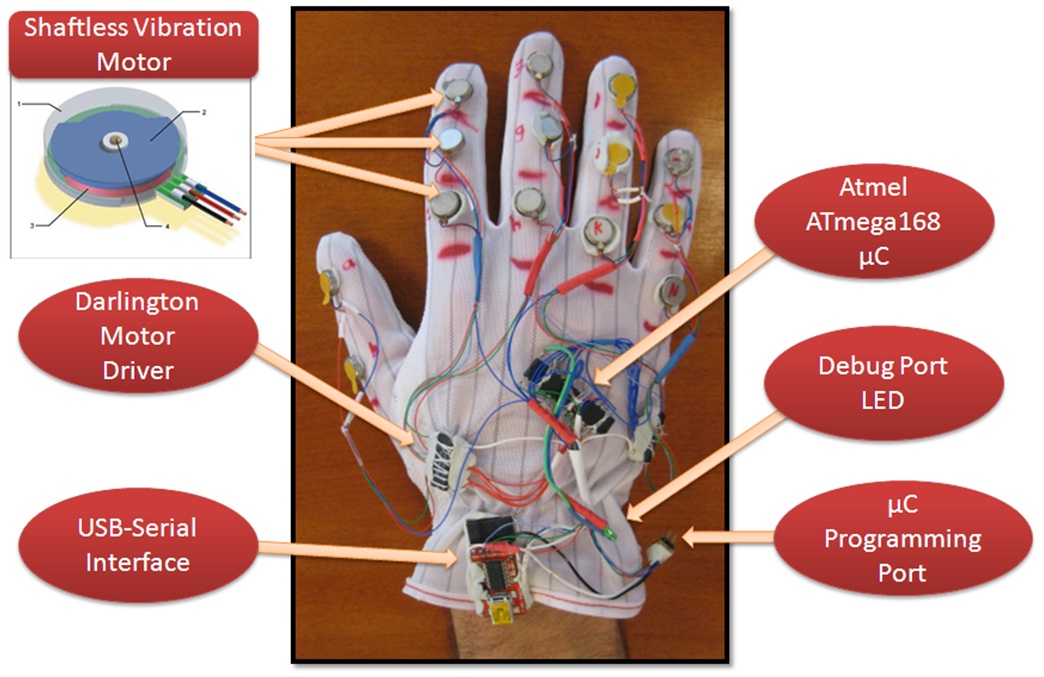 Shaftless Vibration
Motor
1
2
3
4
Darlington
Motor
Driver
USB-Serial
Interface
Atmel
ATmega168
µC
Debug Port
LED
µC
Programming
Port
a
g
k
N